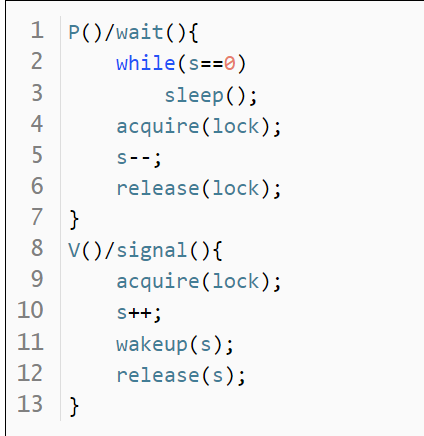 1 P()/wait(){
2     while(s==0)
3         sleep();
4     acquire(lock);
5     s--;
6     release(lock);
7 }
8 V()/signal(){
9     acquire(lock);
10     s++;
11     wakeup(s);
12     release(s);
13 }